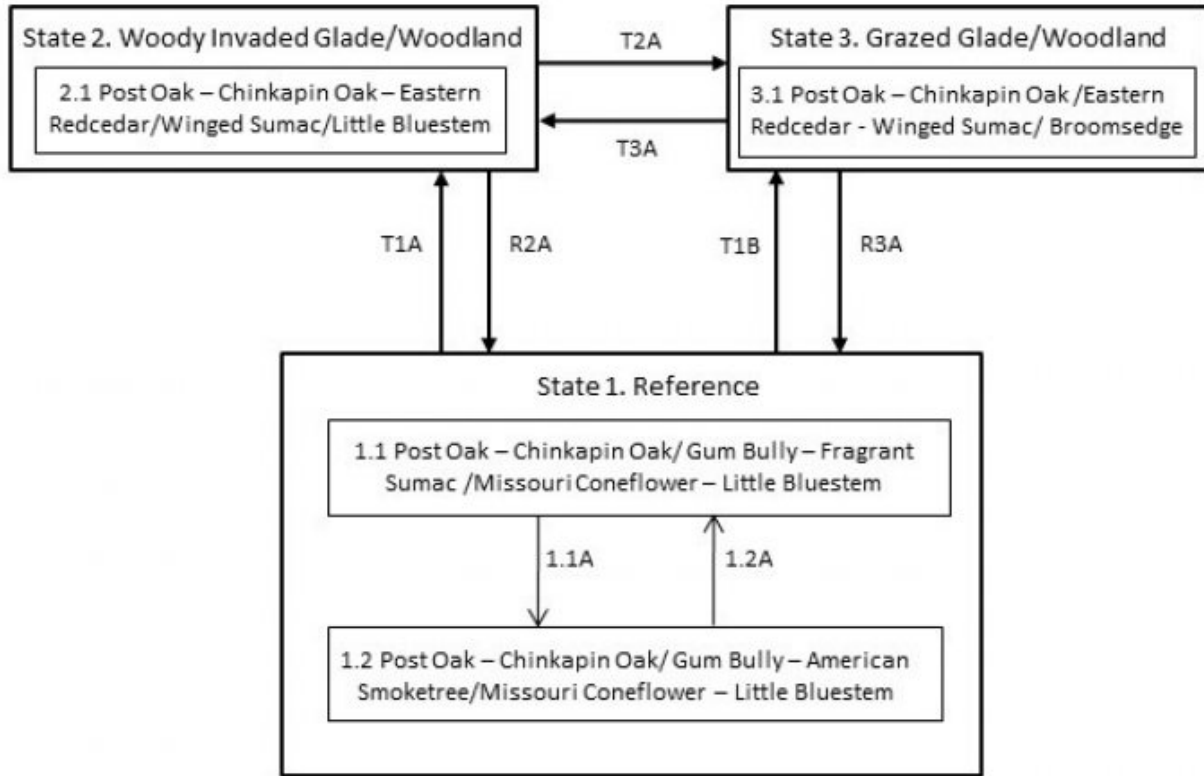 State 2. Woody Invaded Glade/Woodland
2.1 Post Oak – Chinkapin Oak – Eastern
Redcedar/Winged Sumac/Little Bluestem
T2A
T3A
State 3. Grazed Glade/Woodland
3.1 Post Oak – Chinkapin Oak /Eastern
Redcedar - Winged Sumac/ Broomsedge
T1A
R2A
T1B
R3A
State 1. Reference
1.1 Post Oak – Chinkapin Oak/ Gum Bully – Fragrant
Sumac /Missouri Coneflower – Little Bluestem
1.1A
1.2A
1.2 Post Oak – Chinkapin Oak/ Gum Bully – American
Smoketree/Missouri Coneflower – Little Bluestem